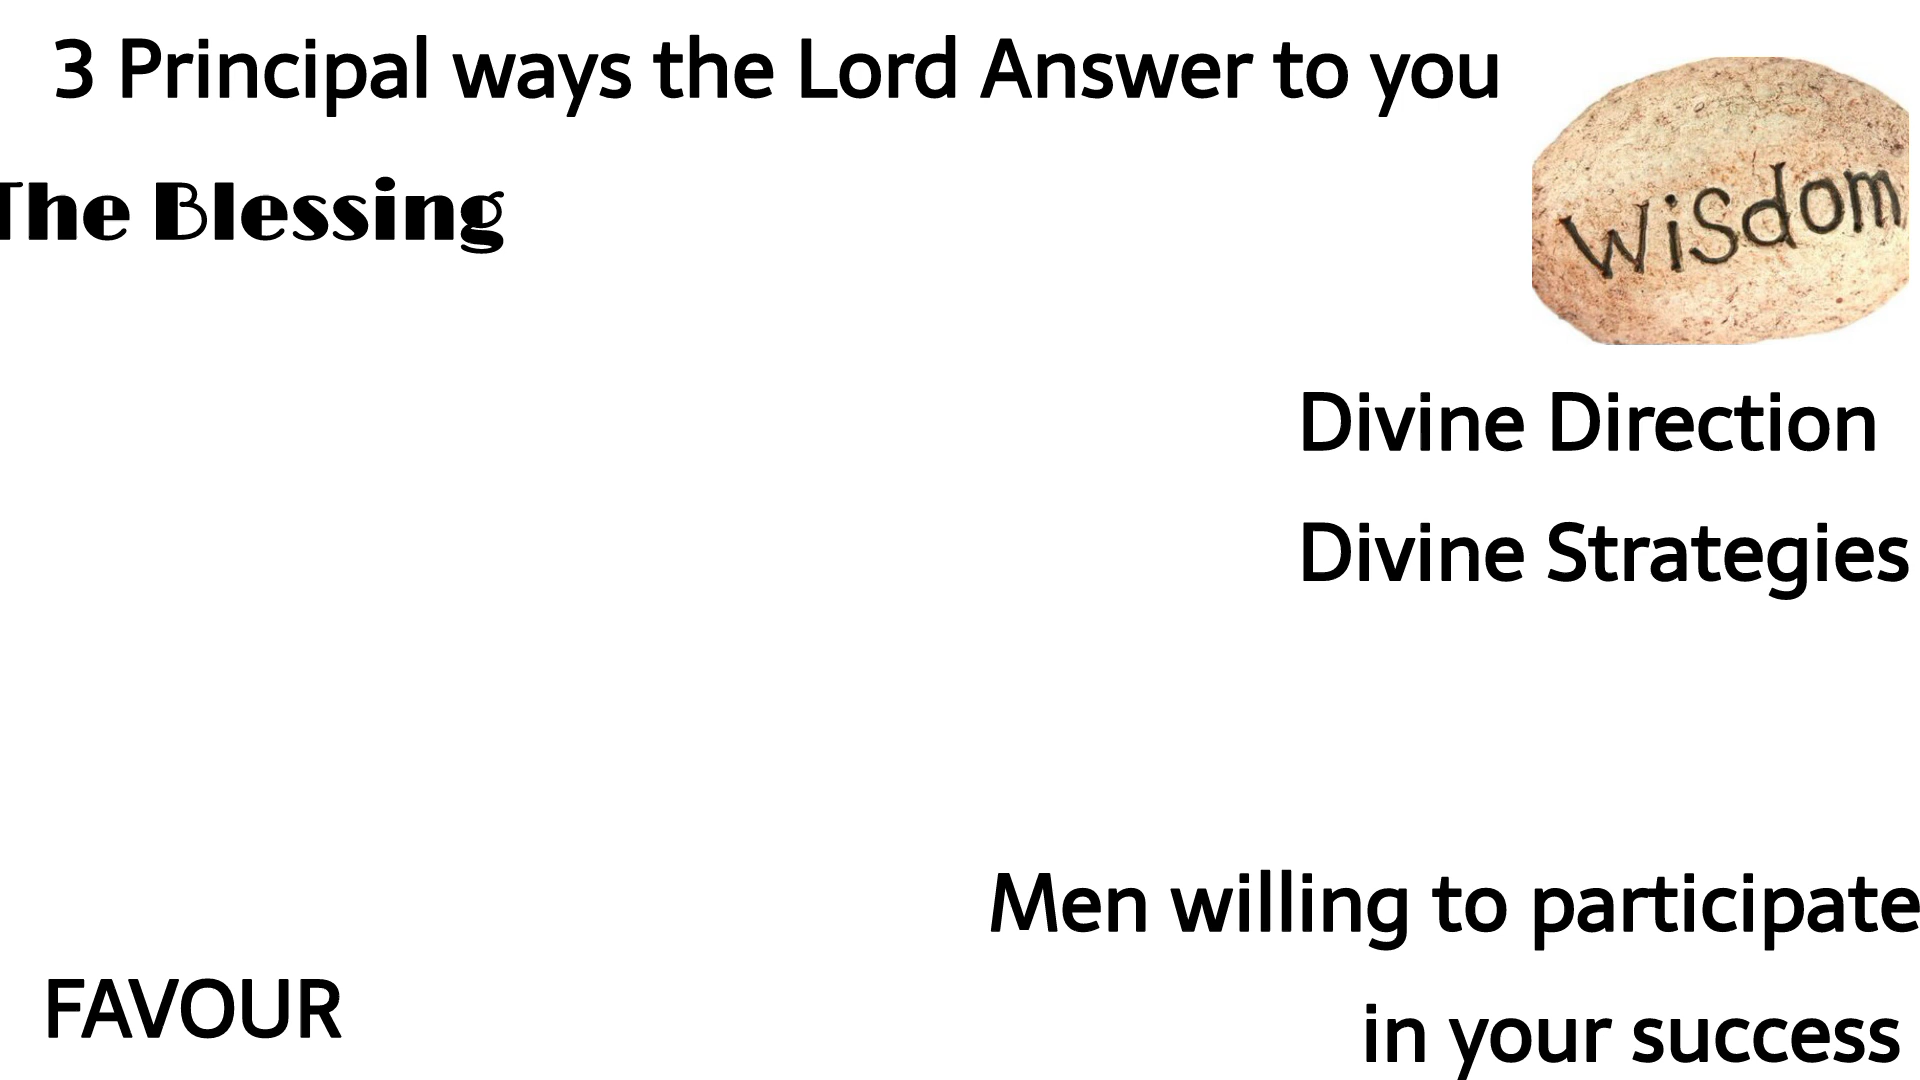 3 Principal ways the Lord Answer to you
The Blessing
Wisdom
Divine Direction
Divine Strategies
Men willing to participate
in your success
FAVOUR